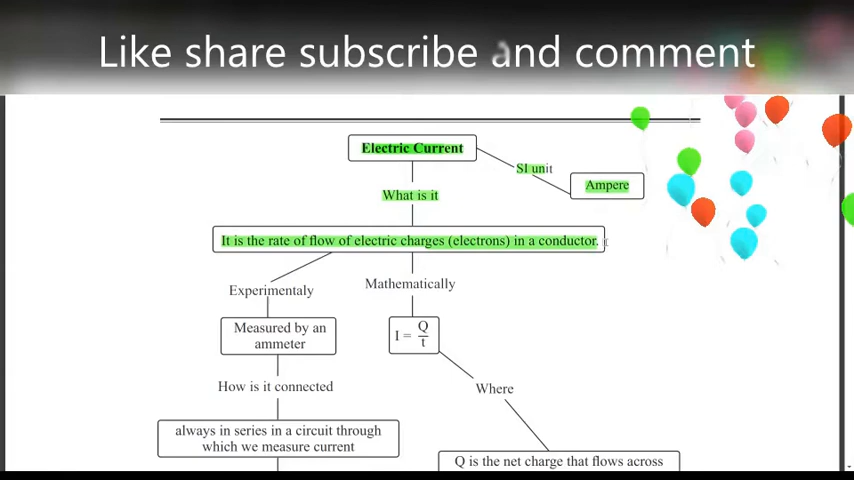 Like share subscribe and comment
Electric Current
SI unit
Ampere
What is it
It is the rate of flow of electric charges (electrons) in a conductor.
Experimentaly
Mathematically
Measured by an
ammeter
I = Q/t
How is it connected
Where
always in series in a circuit through
which we measure current
Q is the net charge that flows across